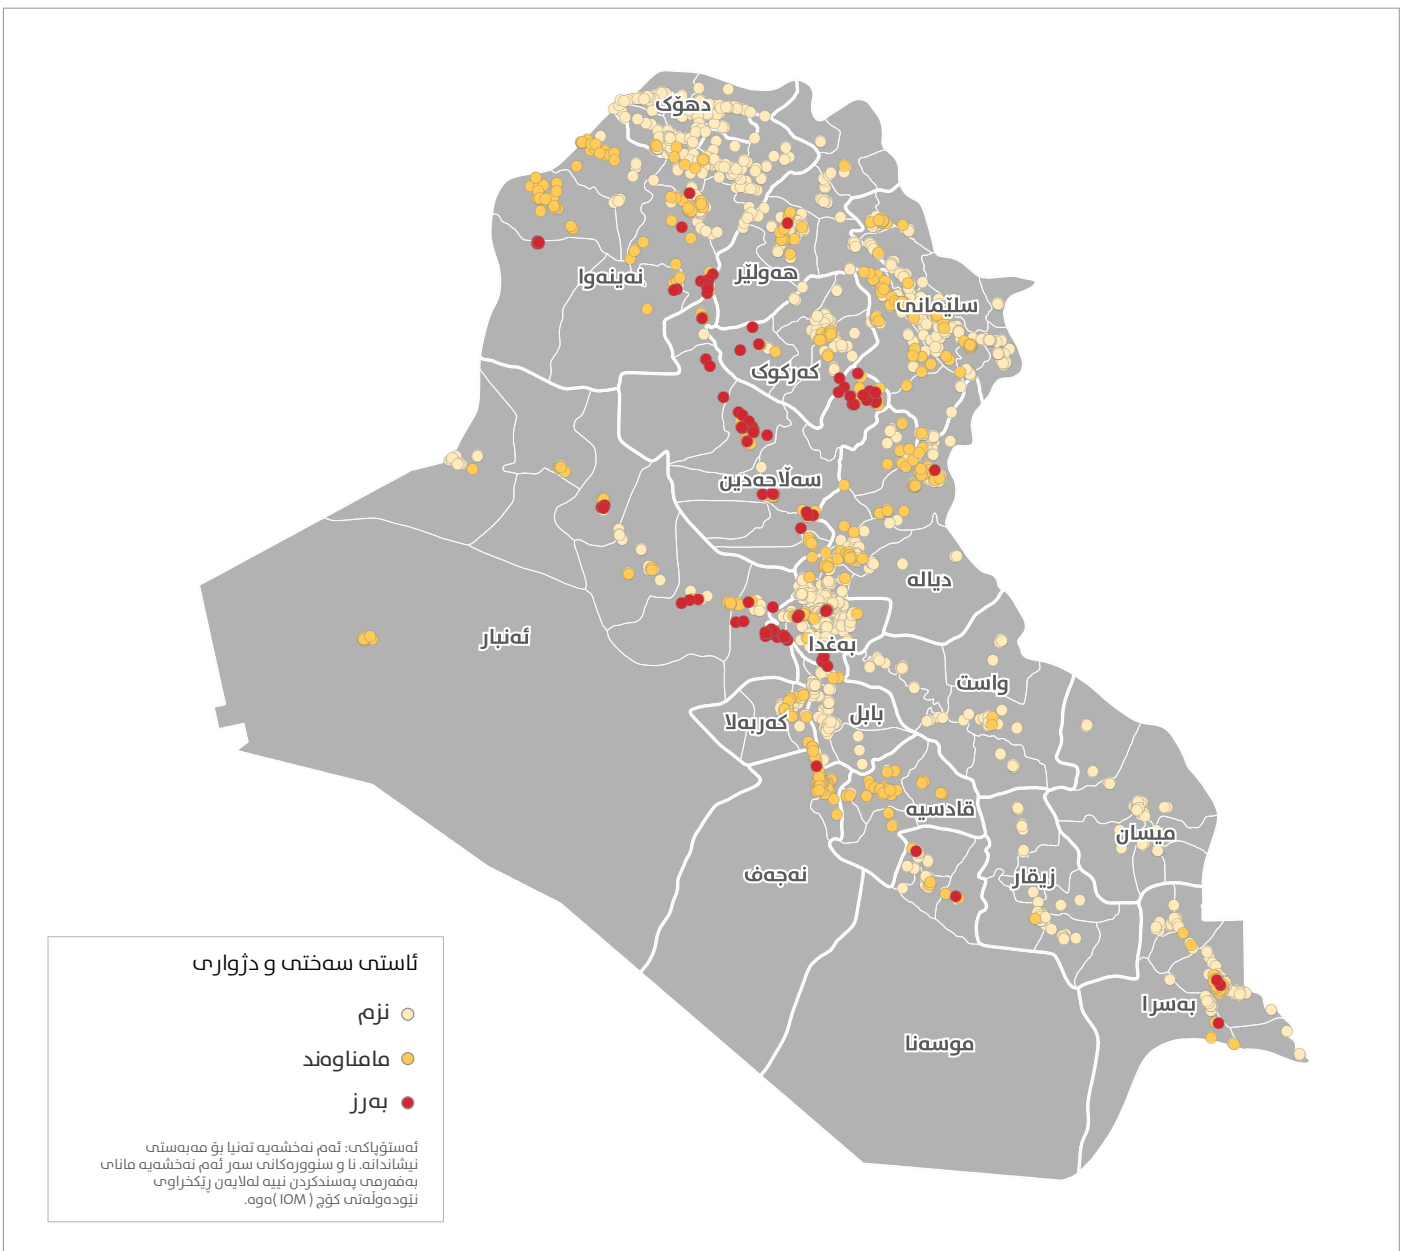 دهۆک
نەینەوا
هەولێر
سلێمانی
کەرکوک
سەڵاحەدین
دیالە
ئەنبار
بەغدا
واست
بابل
کەربەلا
قادسیە
میسان
نەجەف
زیقار
بەسرا
موسەنا
ئاستی سەختی و دژواری
نزم
مامناوەند
بەرز
ئەستۆپاکی: ئەم نەخشەیە تەنیا بۆ مەبەستی
نیشاندانە. نا و سنوورەکانی سەر ئەم نەخشەیە مانای
بەفەرمی پەسندکردن نییە لەلایەن ڕێکخراوی
نێودەوڵەتی کۆچ ( IOM )ەوە.